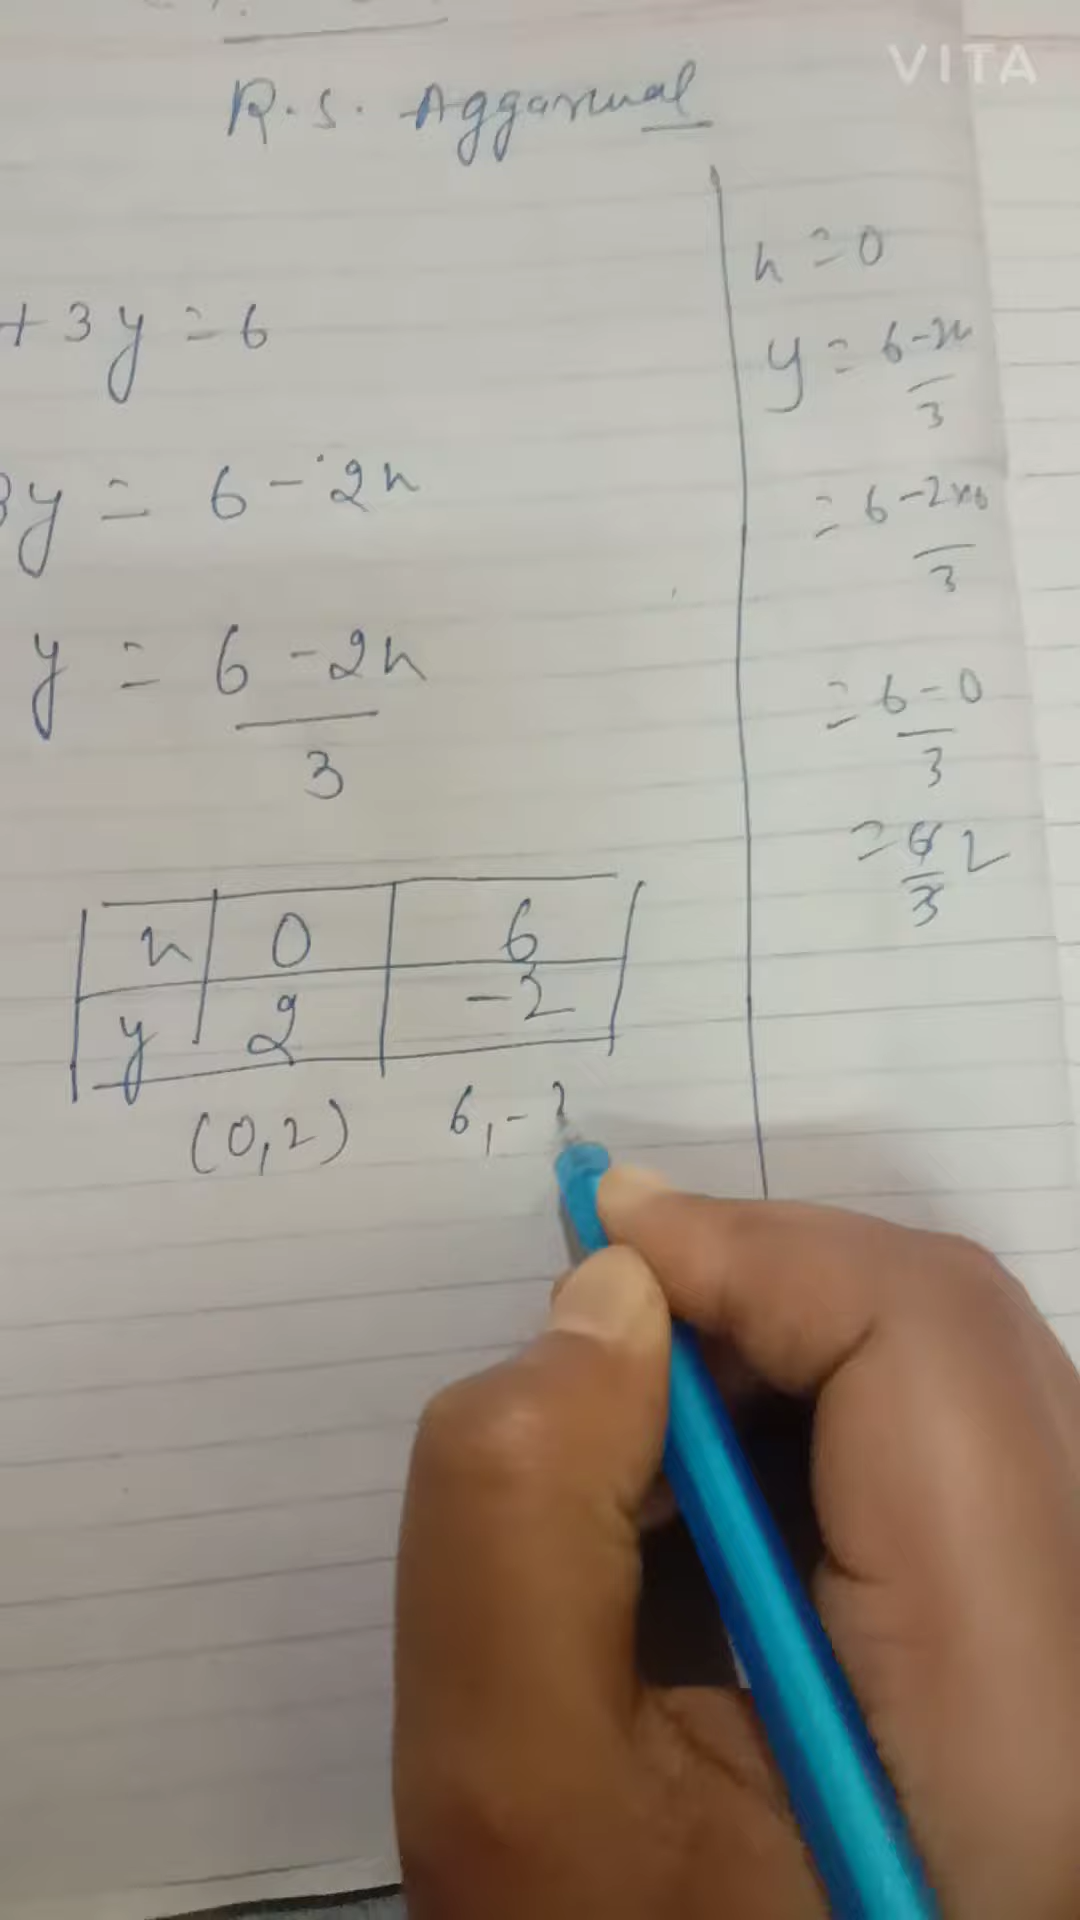 VITA
R.S. Aggarwal
+ 3y = 6
3y = 6 - 2x
y = 6 - 2x
3
x 0 6
y 2 -2
(0,2) 6,-2
x = 0
y = 6-2x
3
= 6-2×0
3
= 6-0
3
= 6 2
3